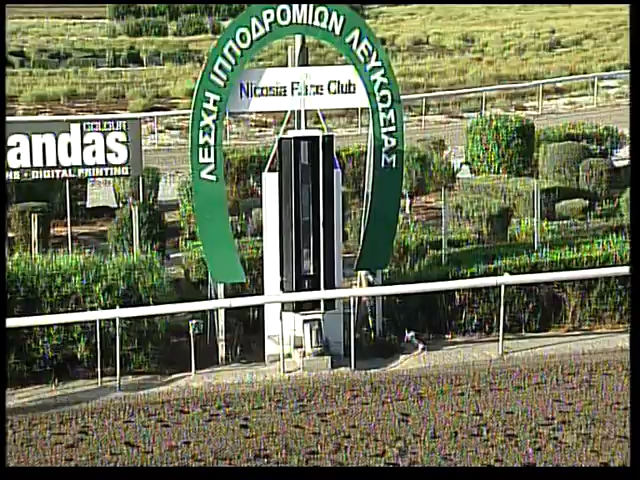 ΛΕΣΧΗ ΙΠΠΟΔΡΟΜΙΩΝ ΛΕΥΚΩΣΙΑΣ
Nicosia Race Club
COLOUR
andas
DIGITAL PRINTING